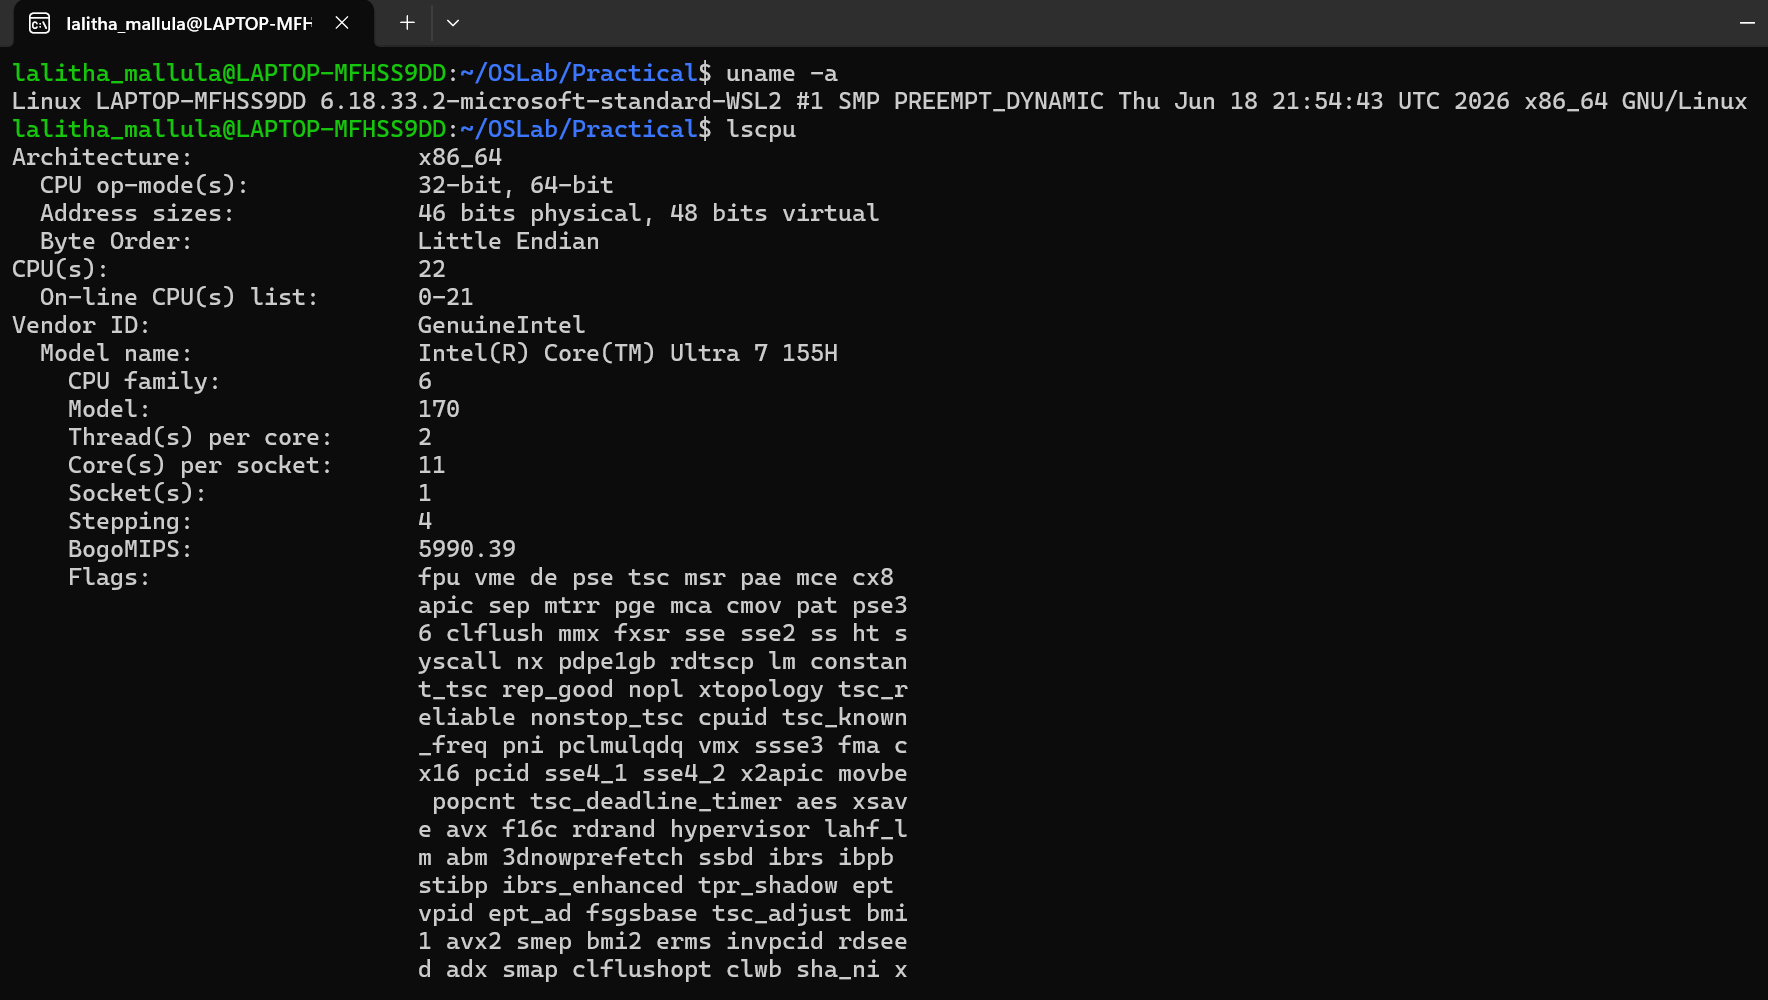 lalitha_mallula@LAPTOP-MFH
lalitha_mallula@LAPTOP-MFHSS9DD:~/OSLab/Practical$ uname -a
Linux LAPTOP-MFHSS9DD 6.18.33.2-microsoft-standard-WSL2 #1 SMP PREEMPT_DYNAMIC Thu Jun 18 21:54:43 UTC 2026 x86_64 GNU/Linux
lalitha_mallula@LAPTOP-MFHSS9DD:~/OSLab/Practical$ lscpu
Architecture: x86_64
CPU op-mode(s): 32-bit, 64-bit
Address sizes: 46 bits physical, 48 bits virtual
Byte Order: Little Endian
CPU(s): 22
On-line CPU(s) list: 0-21
Vendor ID: GenuineIntel
Model name: Intel(R) Core(TM) Ultra 7 155H
CPU family: 6
Model: 170
Thread(s) per core: 2
Core(s) per socket: 11
Socket(s): 1
Stepping: 4
BogoMIPS: 5990.39
Flags: fpu vme de pse tsc msr pae mce cx8
apic sep mtrr pge mca cmov pat pse3
6 clflush mmx fxsr sse sse2 ss ht s
yscall nx pdpe1gb rdtscp lm constan
t_tsc rep_good nopl xtopology tsc_r
eliable nonstop_tsc cpuid tsc_known
_freq pni pclmulqdq vmx ssse3 fma c
x16 pcid sse4_1 sse4_2 x2apic movbe
popcnt tsc_deadline_timer aes xsav
e avx f16c rdrand hypervisor lahf_l
m abm 3dnowprefetch ssbd ibrs ibpb
stibp ibrs_enhanced tpr_shadow ept
vpid ept_ad fsgsbase tsc_adjust bmi
1 avx2 smep bmi2 erms invpcid rdsee
d adx smap clflushopt clwb sha_ni x